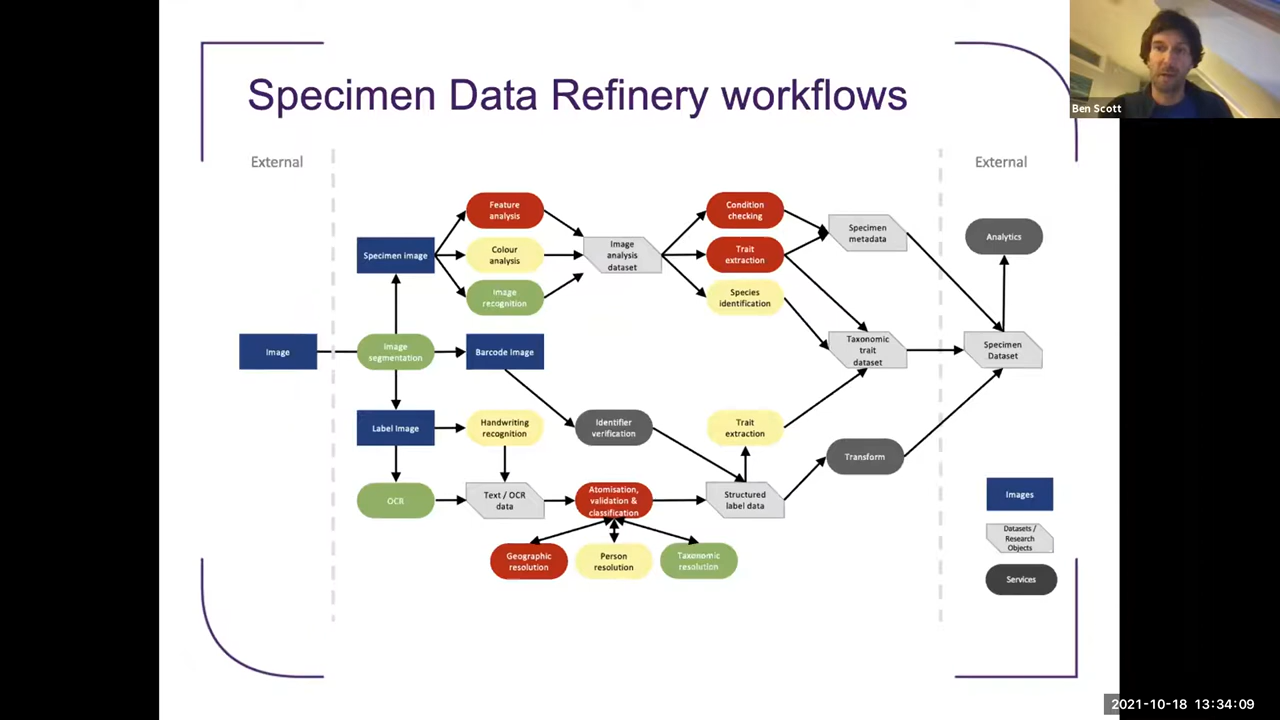 Specimen Data Refinery workflows
Ben Scott
External
External
Feature
analysis
Condition
checking
Specimen
metadata
Analytics
Specimen image
Colour
analysis
Image
analysis
dataset
Trait
extraction
Image
recognition
Species
identification
Image
Image
segmentation
Barcode Image
Taxonomic
trait
dataset
Specimen
Dataset
Label Image
Handwriting
recognition
Identifier
verification
Trait
extraction
Transform
OCR
Text / OCR
data
Atomisation,
validation &
classification
Structured
label data
Geographic
resolution
Person
resolution
Taxonomic
resolution
Images
Datasets /
Research
Objects
Services
2021-10-18 13:34:09